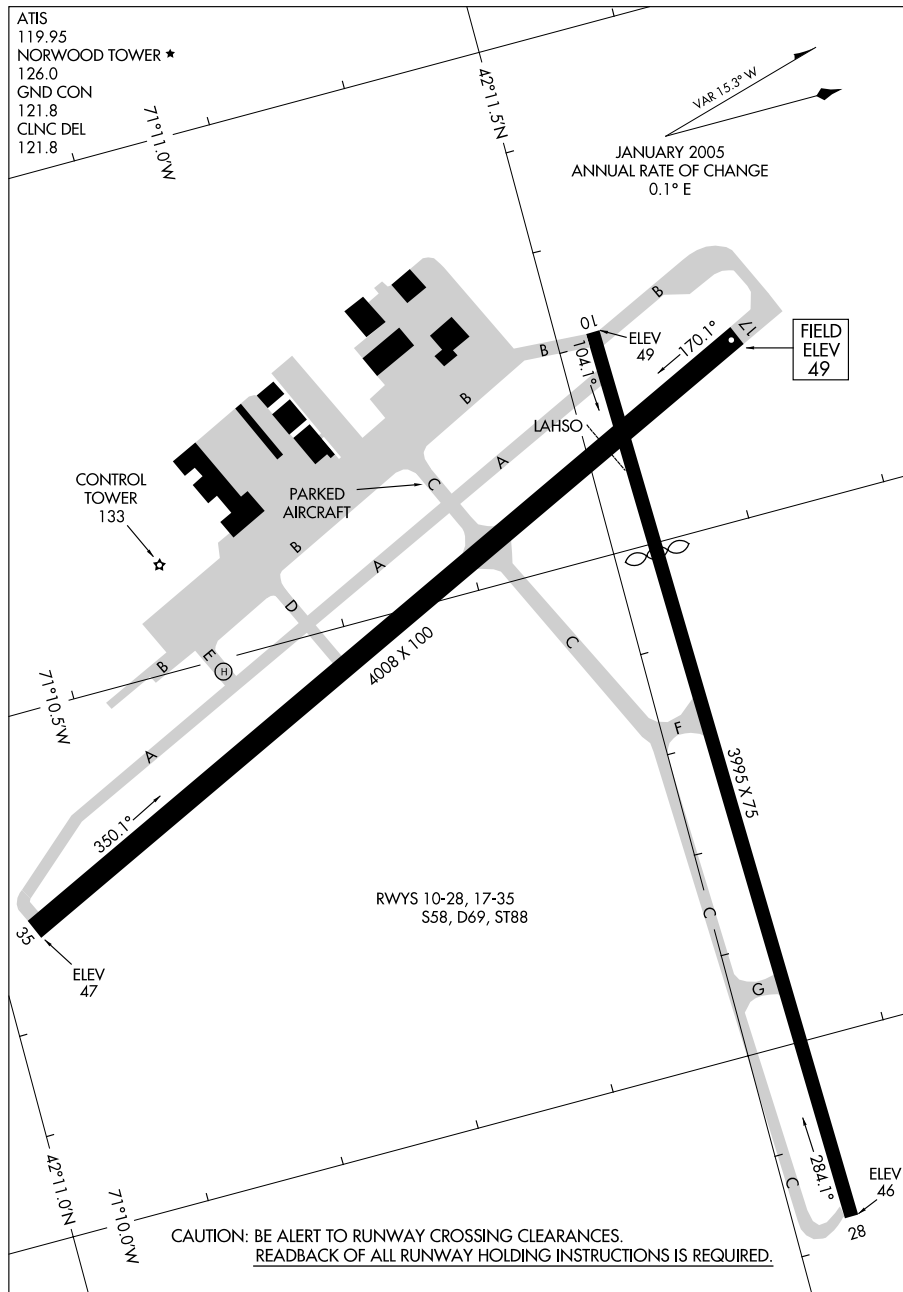 ATIS
119.95
NORWOOD TOWER ★
126.0
GND CON
121.8
CLNC DEL
121.8
71°11.0'W
42°11.5'N
VAR 15.3° W
JANUARY 2005
ANNUAL RATE OF CHANGE
0.1° E
B
10
17
FIELD
ELEV
49
ELEV
49
B
104.1°
170.1°
B
LAHSO
A
CONTROL
TOWER
133
PARKED
AIRCRAFT
C
B
A
D
4008 X 100
C
B
E
H
71°10.5'W
A
F
3995 X 75
350.1°
RWYS 10-28, 17-35
S58, D69, ST88
C
35
ELEV
47
G
284.1°
C
ELEV
46
28
42°11.0'N
71°10.0'W
CAUTION: BE ALERT TO RUNWAY CROSSING CLEARANCES.
READBACK OF ALL RUNWAY HOLDING INSTRUCTIONS IS REQUIRED.